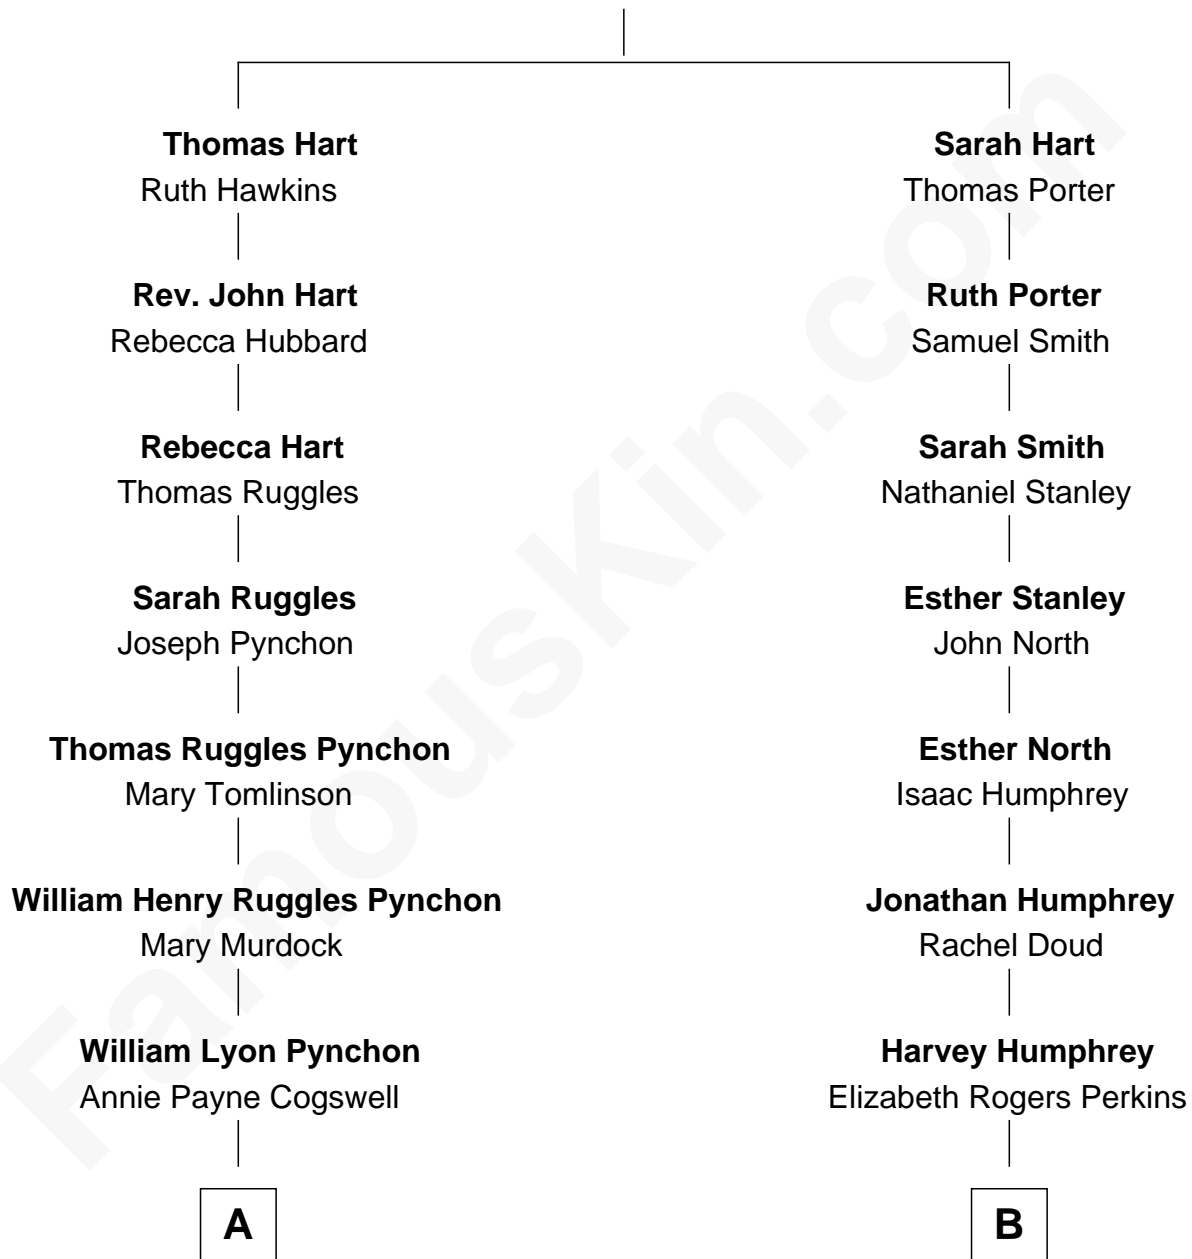 Thomas Hart
Ruth Hawkins
Sarah Hart
Thomas Porter
Rev. John Hart
Rebecca Hubbard
Ruth Porter
Samuel Smith
Rebecca Hart
Thomas Ruggles
Sarah Smith
Nathaniel Stanley
Sarah Ruggles
Joseph Pynchon
Esther Stanley
John North
Thomas Ruggles Pynchon
Mary Tomlinson
Esther North
Isaac Humphrey
William Henry Ruggles Pynchon
Mary Murdock
Jonathan Humphrey
Rachel Doud
William Lyon Pynchon
Annie Payne Cogswell
Harvey Humphrey
Elizabeth Rogers Perkins
A
B
FamousKin.com